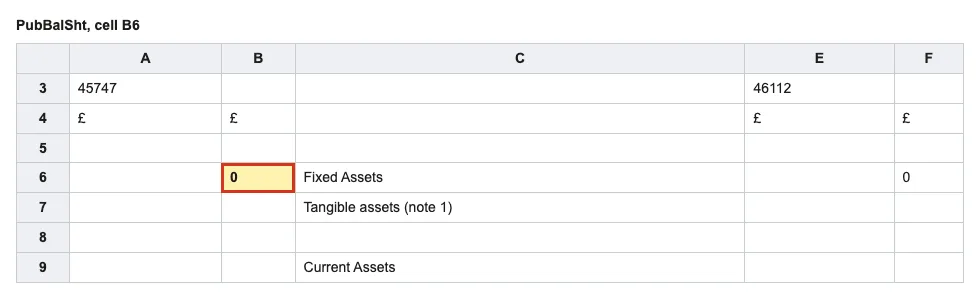 PubBalSht, cell B6
A B C E F
3 45747 46112
4 £ £ £ £
5
6 0 Fixed Assets 0
7 Tangible assets (note 1)
8
9 Current Assets